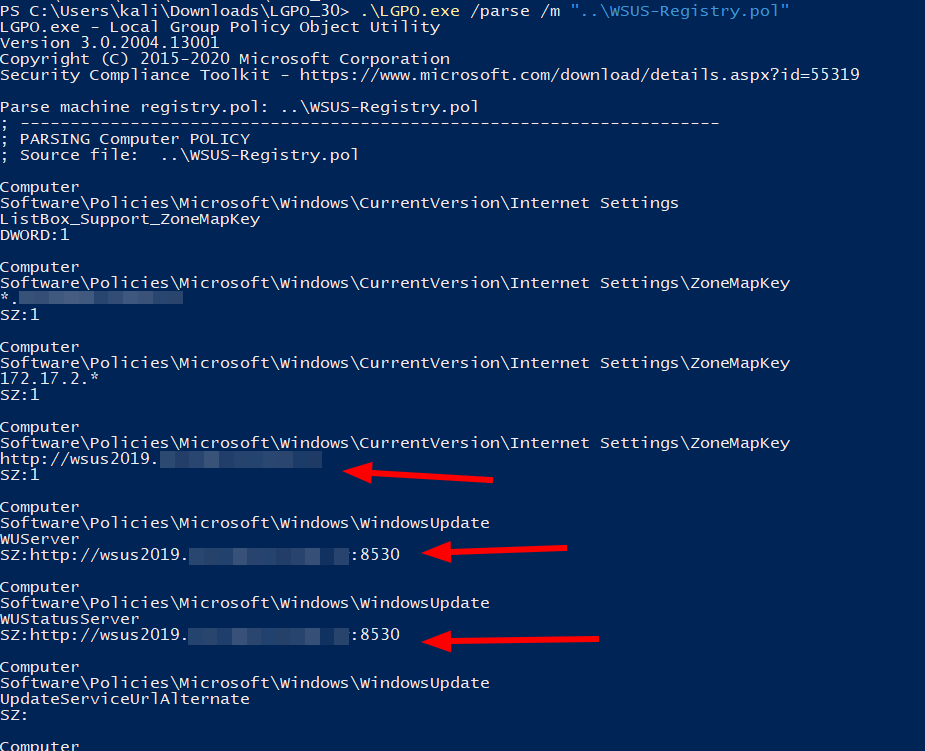 PS C:\Users\kali\Downloads\LGPO_30> .\LGPO.exe /parse /m "..\WSUS-Registry.pol"
LGPO.exe - Local Group Policy Object Utility
Version 3.0.2004.13001
Copyright (C) 2015-2020 Microsoft Corporation
Security Compliance Toolkit - https://www.microsoft.com/download/details.aspx?id=55319
Parse machine registry.pol: ..\WSUS-Registry.pol
; ----------------------------------------------------------------------
; PARSING Computer POLICY
; Source file:  ..\WSUS-Registry.pol
Computer
Software\Policies\Microsoft\Windows\CurrentVersion\Internet Settings
ListBox_Support_ZoneMapKey
DWORD:1
Computer
Software\Policies\Microsoft\Windows\CurrentVersion\Internet Settings\ZoneMapKey
*.
SZ:1
Computer
Software\Policies\Microsoft\Windows\CurrentVersion\Internet Settings\ZoneMapKey
172.17.2.*
SZ:1
Computer
Software\Policies\Microsoft\Windows\CurrentVersion\Internet Settings\ZoneMapKey
http://wsus2019.
SZ:1
Computer
Software\Policies\Microsoft\Windows\WindowsUpdate
WUServer
SZ:http://wsus2019. :8530
Computer
Software\Policies\Microsoft\Windows\WindowsUpdate
WUStatusServer
SZ:http://wsus2019. :8530
Computer
Software\Policies\Microsoft\Windows\WindowsUpdate
UpdateServiceUrlAlternate
SZ:
Computer